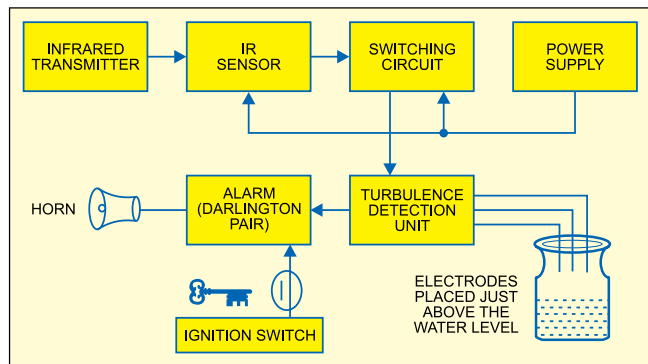 INFRARED
TRANSMITTER
IR
SENSOR
SWITCHING
CIRCUIT
POWER
SUPPLY
HORN
ALARM
(DARLINGTON
PAIR)
TURBULENCE
DETECTION
UNIT
ELECTRODES
PLACED JUST
ABOVE THE
WATER LEVEL
IGNITION SWITCH